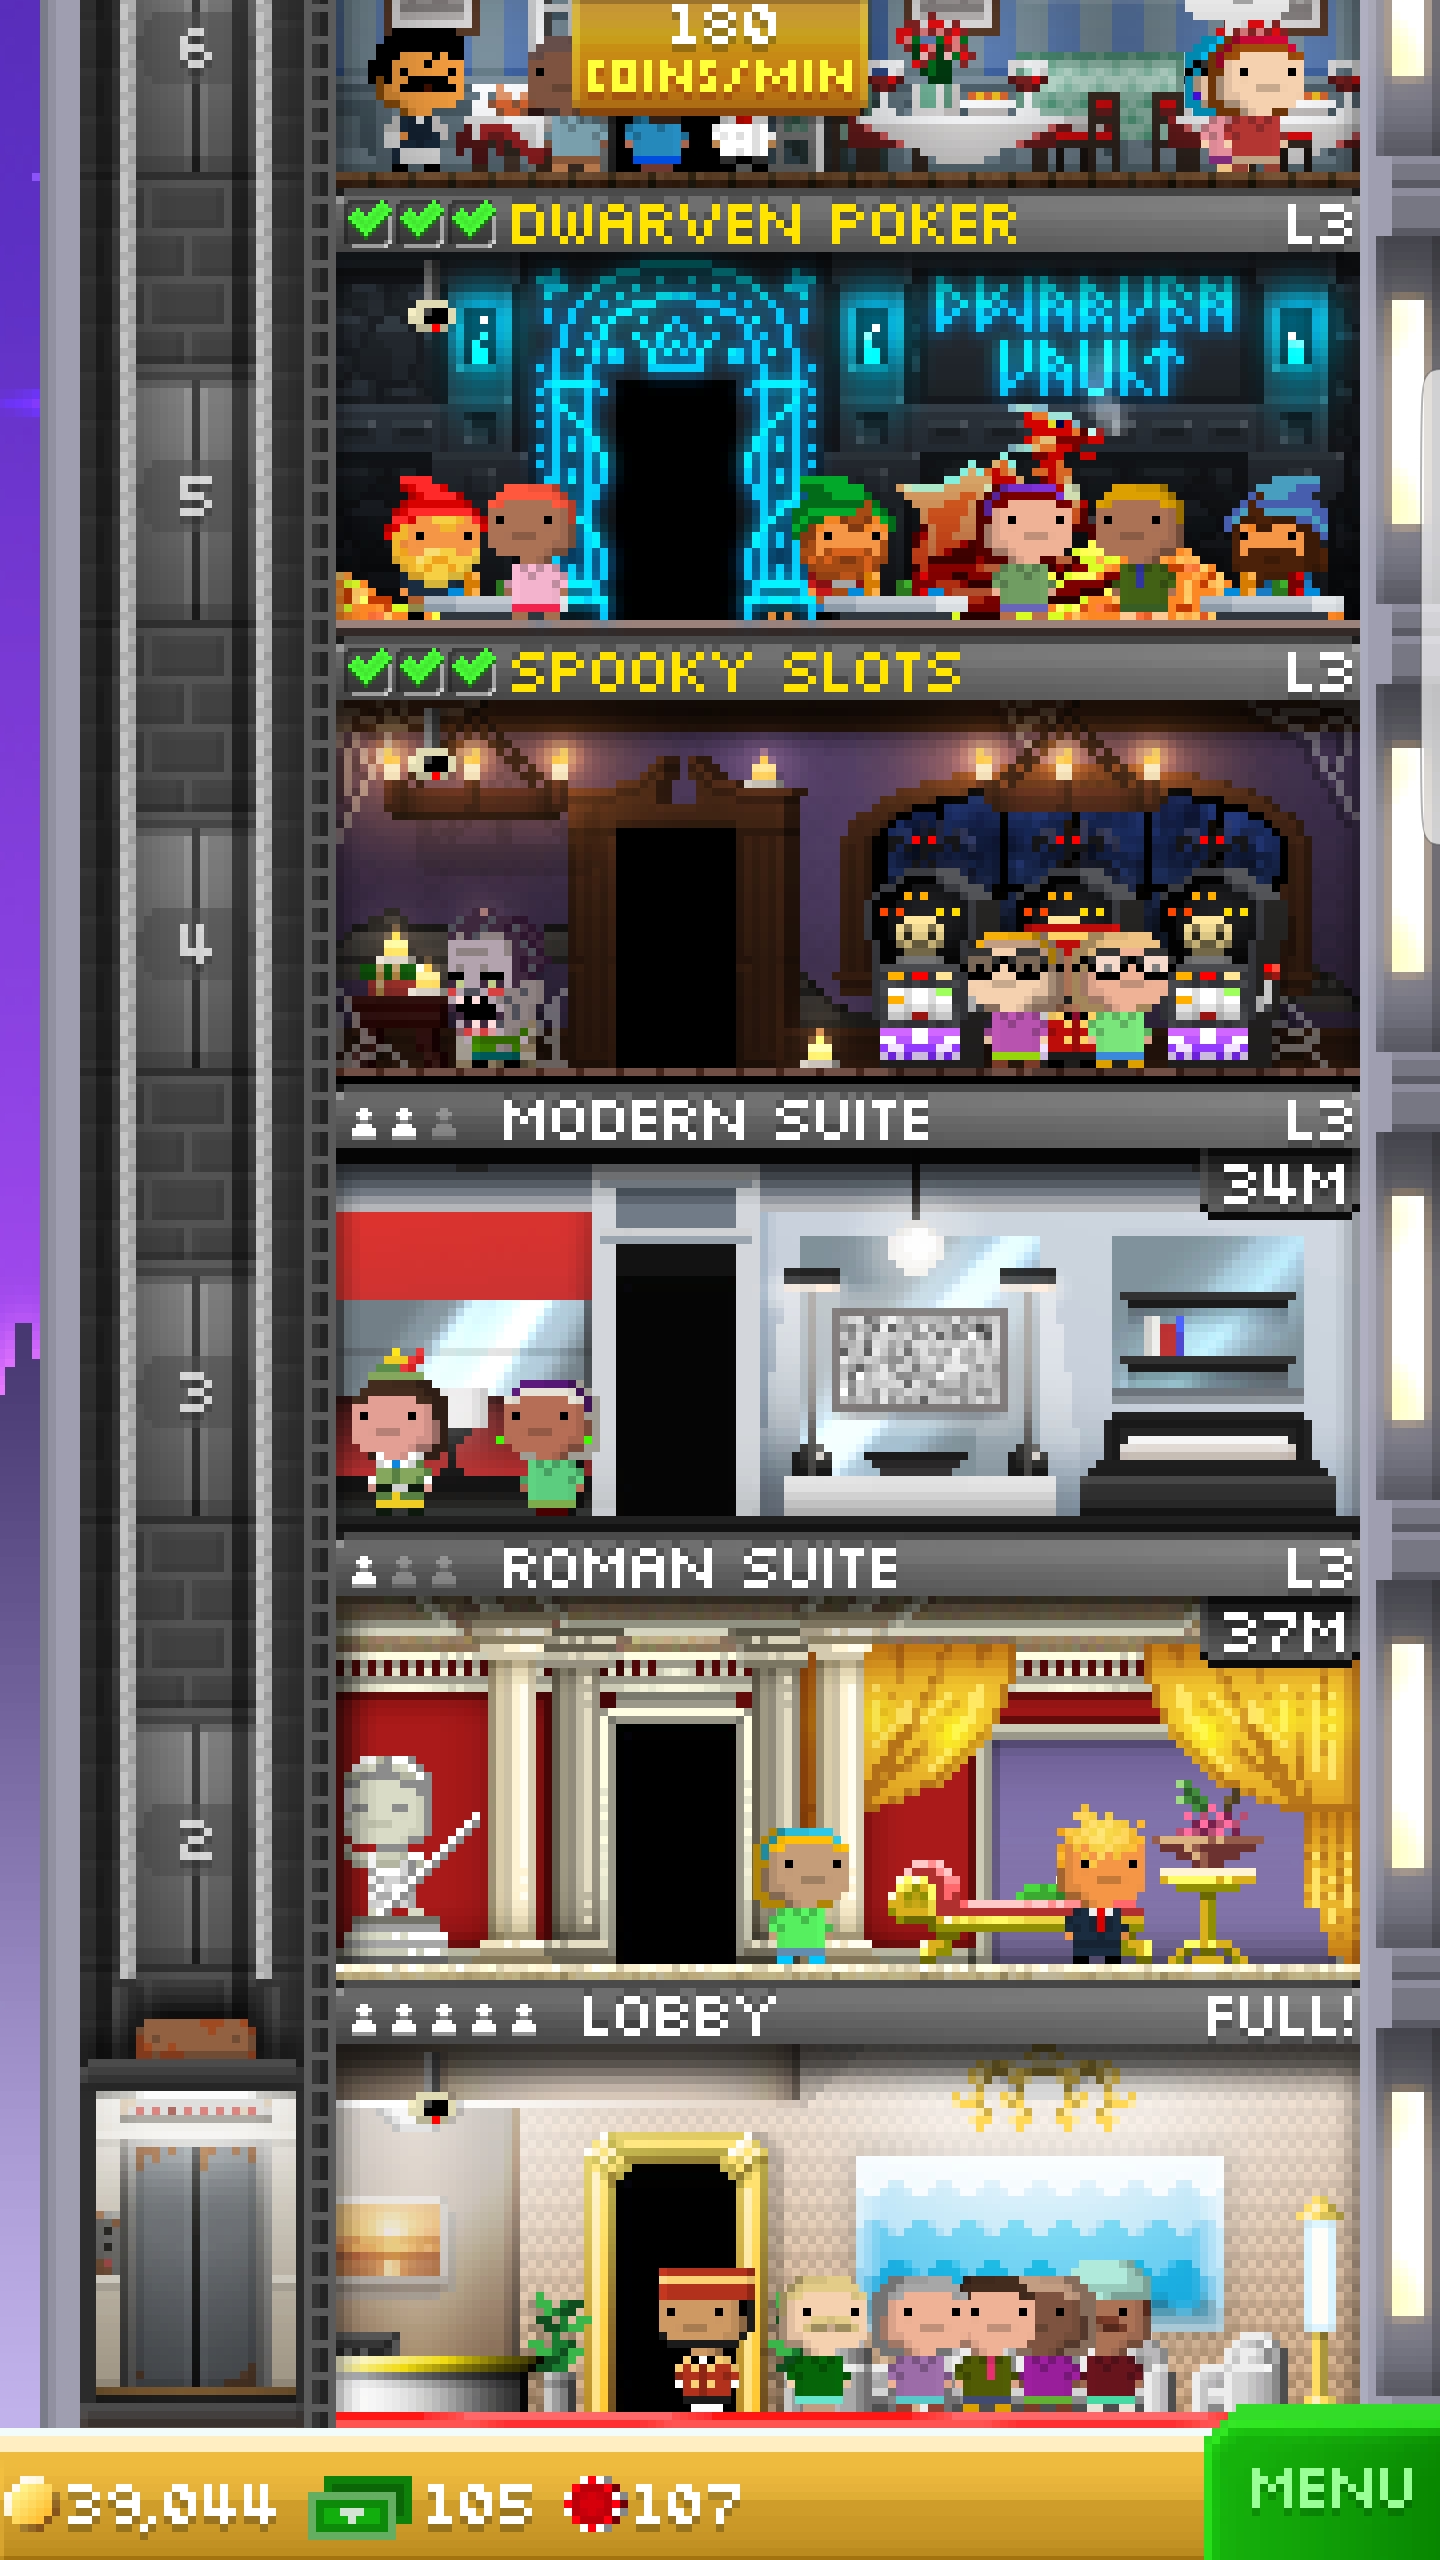 6
180
COINS/MIN
DWARVEN POKER L3
DWARVEN
VAULT
5
SPOOKY SLOTS L3
4
MODERN SUITE L3
34M
3
ROMAN SUITE L3
37M
2
LOBBY FULL!
39,044 105 107 MENU